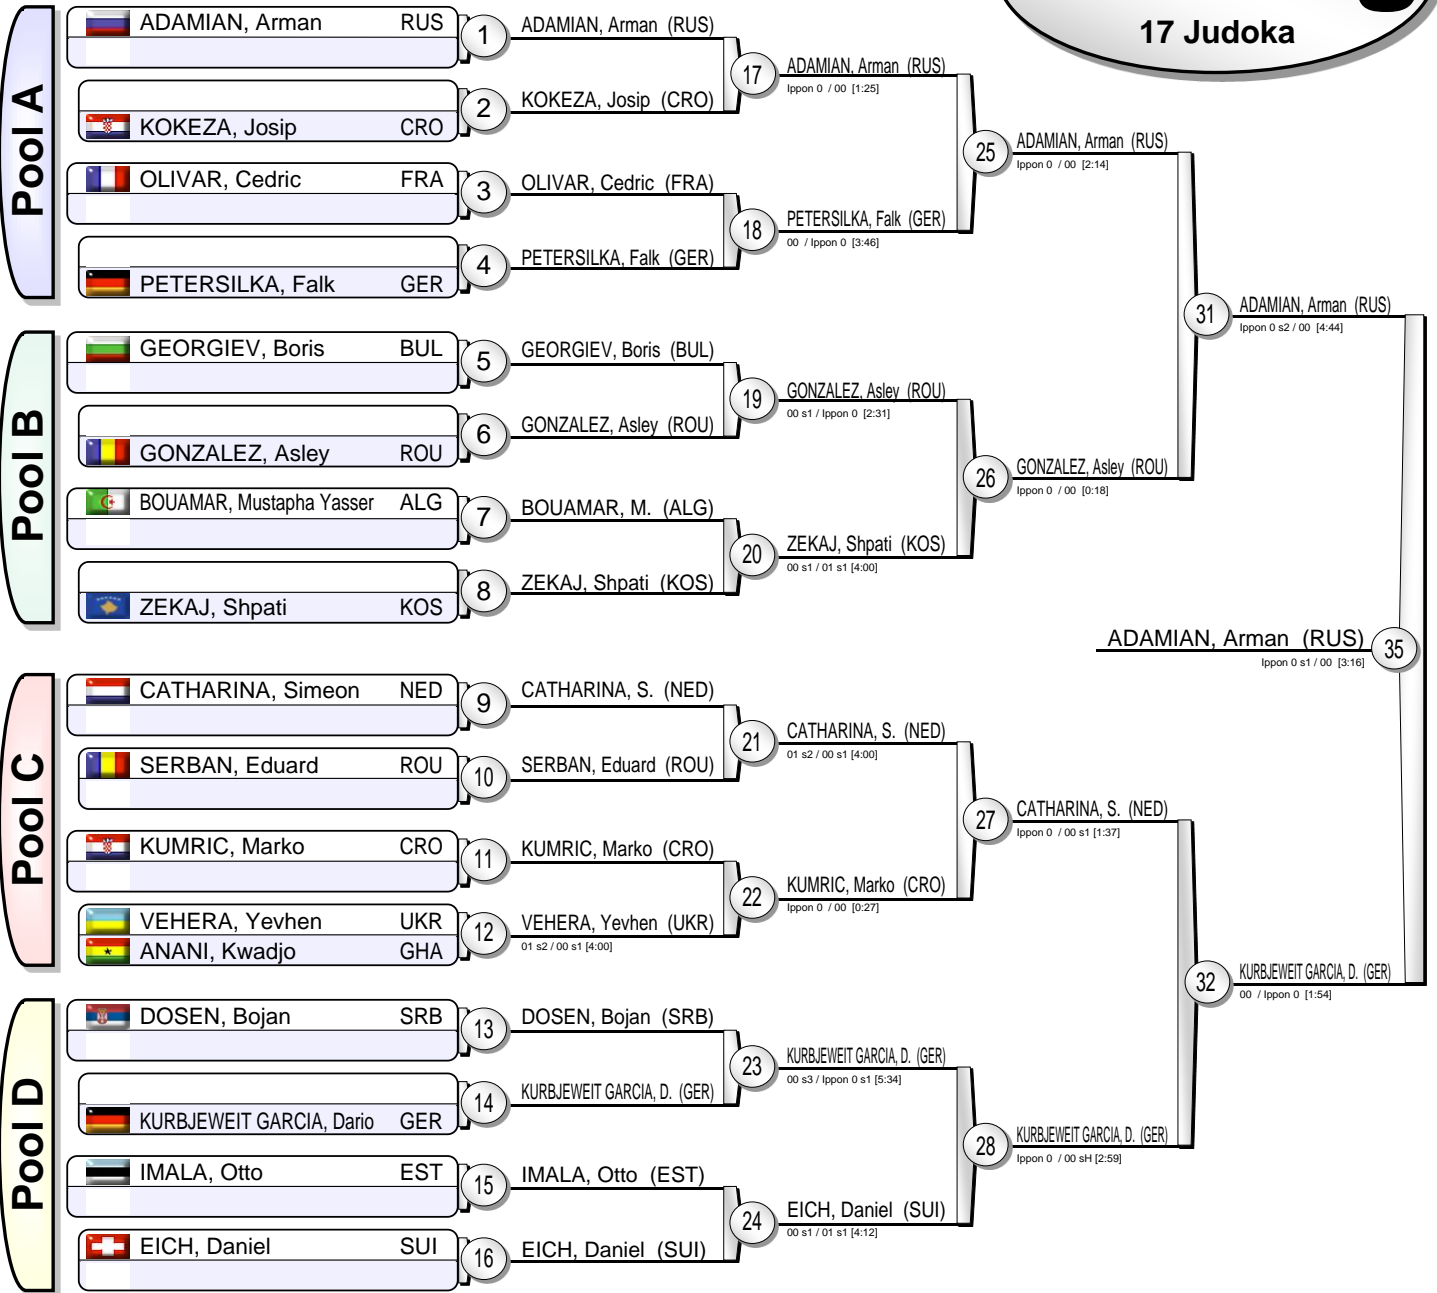 17 Judoka
Pool A
ADAMIAN, Arman RUS
1
KOKEZA, Josip CRO
2
OLIVAR, Cedric FRA
3
PETERSILKA, Falk GER
4
Pool B
GEORGIEV, Boris BUL
5
GONZALEZ, Asley ROU
6
BOUAMAR, Mustapha Yasser ALG
7
ZEKAJ, Shpati KOS
8
Pool C
CATHARINA, Simeon NED
9
SERBAN, Eduard ROU
10
KUMRIC, Marko CRO
11
VEHERA, Yevhen UKR
ANANI, Kwadjo GHA
12
Pool D
DOSEN, Bojan SRB
13
KURBJEWEIT GARCIA, Dario GER
14
IMALA, Otto EST
15
EICH, Daniel SUI
16
ADAMIAN, Arman (RUS)
KOKEZA, Josip (CRO)
OLIVAR, Cedric (FRA)
PETERSILKA, Falk (GER)
GEORGIEV, Boris (BUL)
GONZALEZ, Asley (ROU)
BOUAMAR, M. (ALG)
ZEKAJ, Shpati (KOS)
CATHARINA, S. (NED)
SERBAN, Eduard (ROU)
KUMRIC, Marko (CRO)
VEHERA, Yevhen (UKR)
01 s2 / 00 s1 [4:00]
DOSEN, Bojan (SRB)
KURBJEWEIT GARCIA, D. (GER)
IMALA, Otto (EST)
EICH, Daniel (SUI)
17
ADAMIAN, Arman (RUS)
Ippon 0 / 00 [1:25]
18
PETERSILKA, Falk (GER)
00 / Ippon 0 [3:46]
19
GONZALEZ, Asley (ROU)
00 s1 / Ippon 0 [2:31]
20
ZEKAJ, Shpati (KOS)
00 s1 / 01 s1 [4:00]
21
CATHARINA, S. (NED)
01 s2 / 00 s1 [4:00]
22
KUMRIC, Marko (CRO)
Ippon 0 / 00 [0:27]
23
KURBJEWEIT GARCIA, D. (GER)
00 s3 / Ippon 0 s1 [5:34]
24
EICH, Daniel (SUI)
00 s1 / 01 s1 [4:12]
25
ADAMIAN, Arman (RUS)
Ippon 0 / 00 [2:14]
26
GONZALEZ, Asley (ROU)
Ippon 0 / 00 [0:18]
27
CATHARINA, S. (NED)
Ippon 0 / 00 s1 [1:37]
28
KURBJEWEIT GARCIA, D. (GER)
Ippon 0 / 00 sH [2:59]
31
ADAMIAN, Arman (RUS)
Ippon 0 s2 / 00 [4:44]
32
KURBJEWEIT GARCIA, D. (GER)
00 / Ippon 0 [1:54]
ADAMIAN, Arman (RUS)
35
Ippon 0 s1 / 00 [3:16]